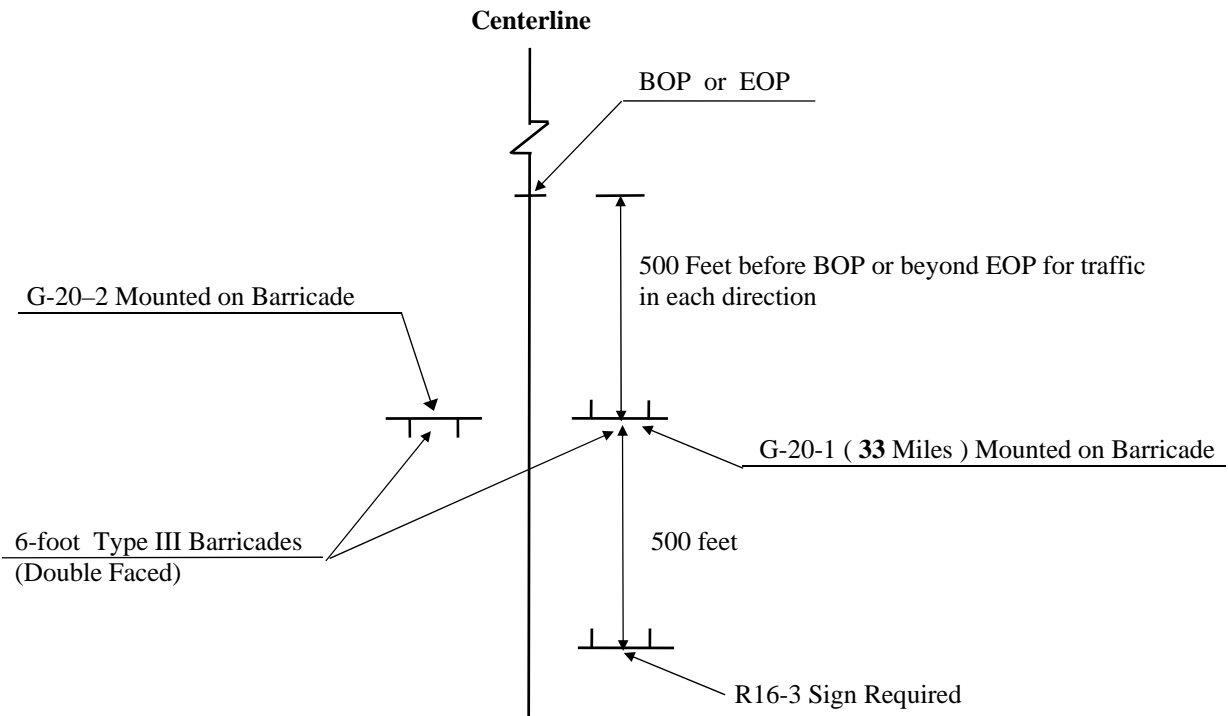 Centerline
BOP or EOP
500 Feet before BOP or beyond EOP for traffic
in each direction
G-20–2 Mounted on Barricade
G-20-1 ( 33 Miles ) Mounted on Barricade
6-foot Type III Barricades
(Double Faced)
500 feet
R16-3 Sign Required